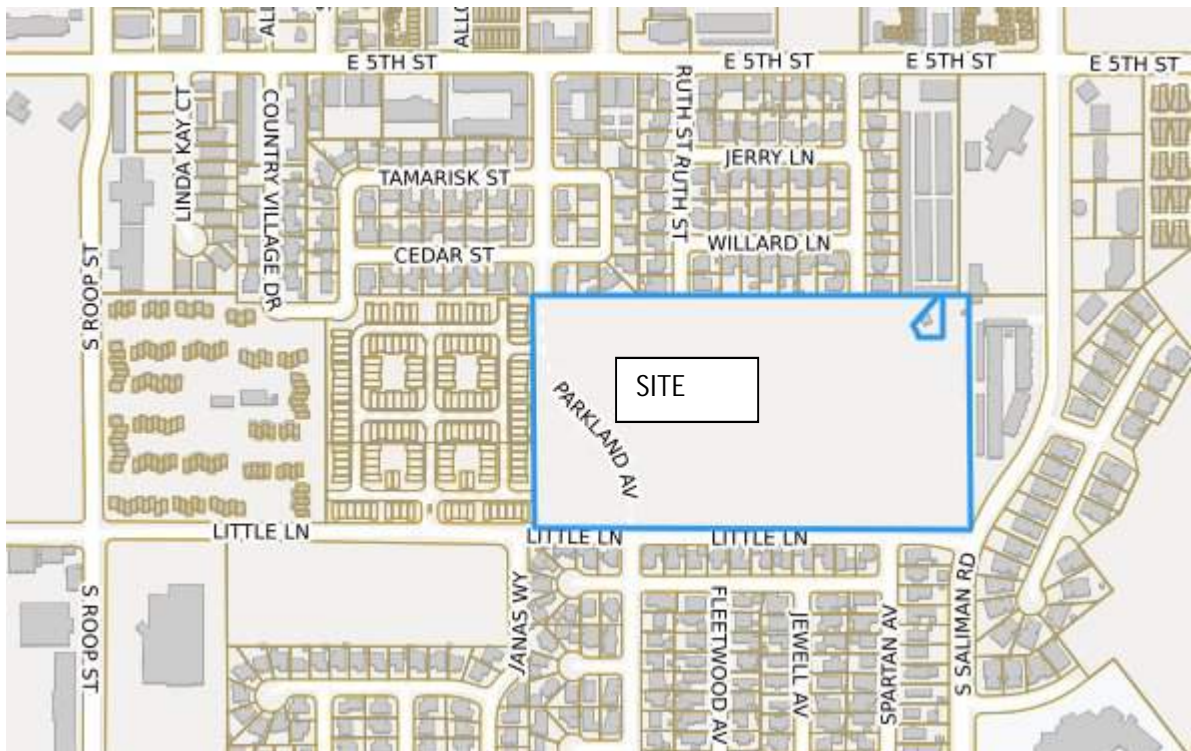 E 5TH ST
E 5TH ST
E 5TH ST
E 5TH ST
LINDA KAY CT
COUNTRY VILLAGE DR
RUTH ST
RUTH ST
JERRY LN
TAMARISK ST
WILLARD LN
CEDAR ST
S ROOP ST
SITE
PARKLAND AV
LITTLE LN
LITTLE LN
LITTLE LN
S ROOP ST
JANAS WY
FLEETWOOD AV
JEWELL AV
SPARTAN AV
S SALIMAN RD